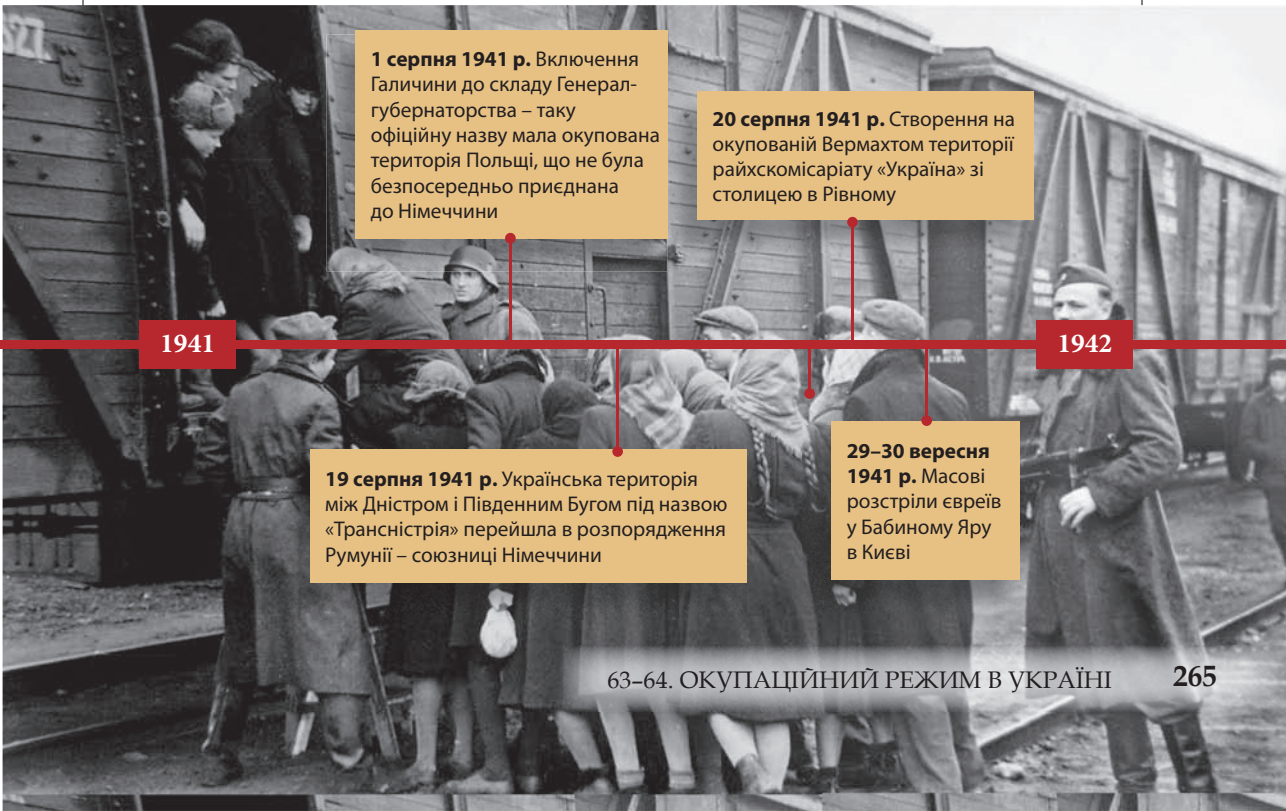 327
1 серпня 1941 р. Включення
Галичини до складу Генерал-
губернаторства – таку
офіційну назву мала окупована
територія Польщі, що не була
безпосередньо приєднана
до Німеччини
20 серпня 1941 р. Створення на
окупованій Вермахтом території
райхскомісаріату «Україна» зі
столицею в Рівному
1941
1942
19 серпня 1941 р. Українська територія
між Дністром і Південним Бугом під назвою
«Трансністрія» перейшла в розпорядження
Румунії – союзниці Німеччини
29–30 вересня
1941 р. Масові
розстріли євреїв
у Бабиному Яру
в Києві
63–64. ОКУПАЦІЙНИЙ РЕЖИМ В УКРАЇНІ 265